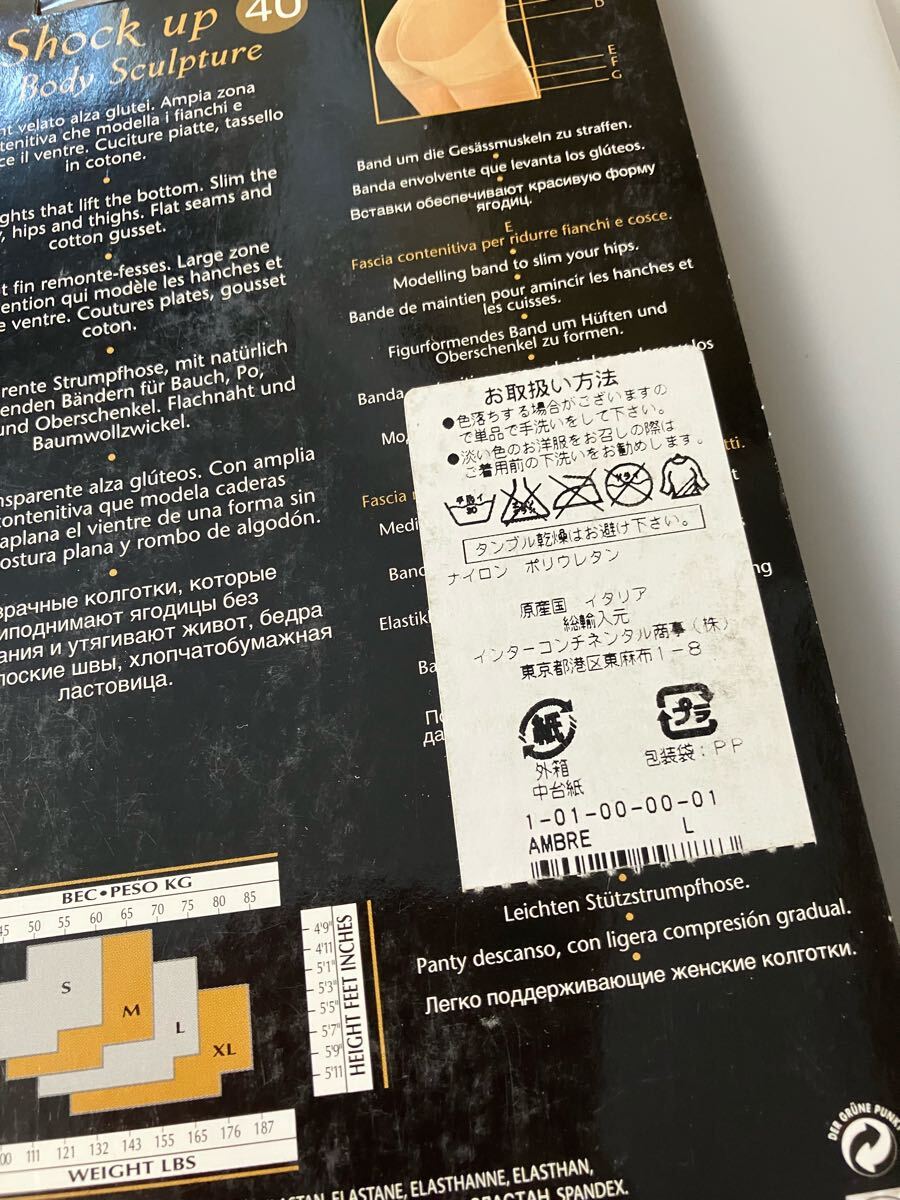 Shock up 40
Body Sculpture
velato alza glutei. Ampia zona
che modella i fianchi e
il ventre. Cuciture piatte, tassello
in cotone.
that lift the bottom. Slim the
hips and thighs. Flat seams and
cotton gusset.
fin remonte-fesses. Large zone
qui modèle les hanches et
ventre. Coutures plates, gousset
coton.
Strumpfhose, mit natürlich
Bändern für Bauch, Po,
und Oberschenkel. Flachnaht und
Baumwollzwickel.
alza glúteos. Con amplia
contenitiva que modela caderas
aplana el vientre de una forma sin
costura plana y rombo de algodón.
колготки, которые
ягодицы без
и утягивают живот, бедра
швы, хлопчатобумажная
ластовица.
D
E
F
G
Band um die Gesässmuskeln zu straffen.
Banda envolvente que levanta los glúteos.
Вставки обеспечивают красивую форму
ягодиц.
E
Fascia contenitiva per ridurre fianchi e cosce.
Modelling band to slim your hips.
Bande de maintien pour amincir les hanches et
les cuisses.
Figurformendes Band um Hüften und
Oberschenkel zu formen.
Banda
los
Fascia
お取扱い方法
●色落ちする場合がございますの
で単品で手洗いをして下さい。
●淡い色のお洋服をお召しの際は
ご着用前の下洗いをお勧めします。
手洗イ
30
タンブル乾燥はお避け下さい。
ナイロン ポリウレタン
原産国 イタリア
総輸入元
インターコンチネンタル商事(株)
東京都港区東麻布1-8
紙
プラ
外箱
中台紙
包装袋:PP
1-01-00-00-01
AMBRE L
Leichten Stützstrumpfhose.
Panty descanso, con ligera compresión gradual.
Легко поддерживающие женские колготки.
ВЕС•PESO KG
45 50 55 60 65 70 75 80 85
S
M
L
XL
4'9"
4'11
5'1"
5'3"
5'5"
5'7"
5'9"
5'11
HEIGHT FEET INCHES
111 121 132 143 155 165 176 187
WEIGHT LBS
ELASTANE, ELASTHANNE, ELASTHAN,
SPANDEX.
DER GRÜNE PUNKT